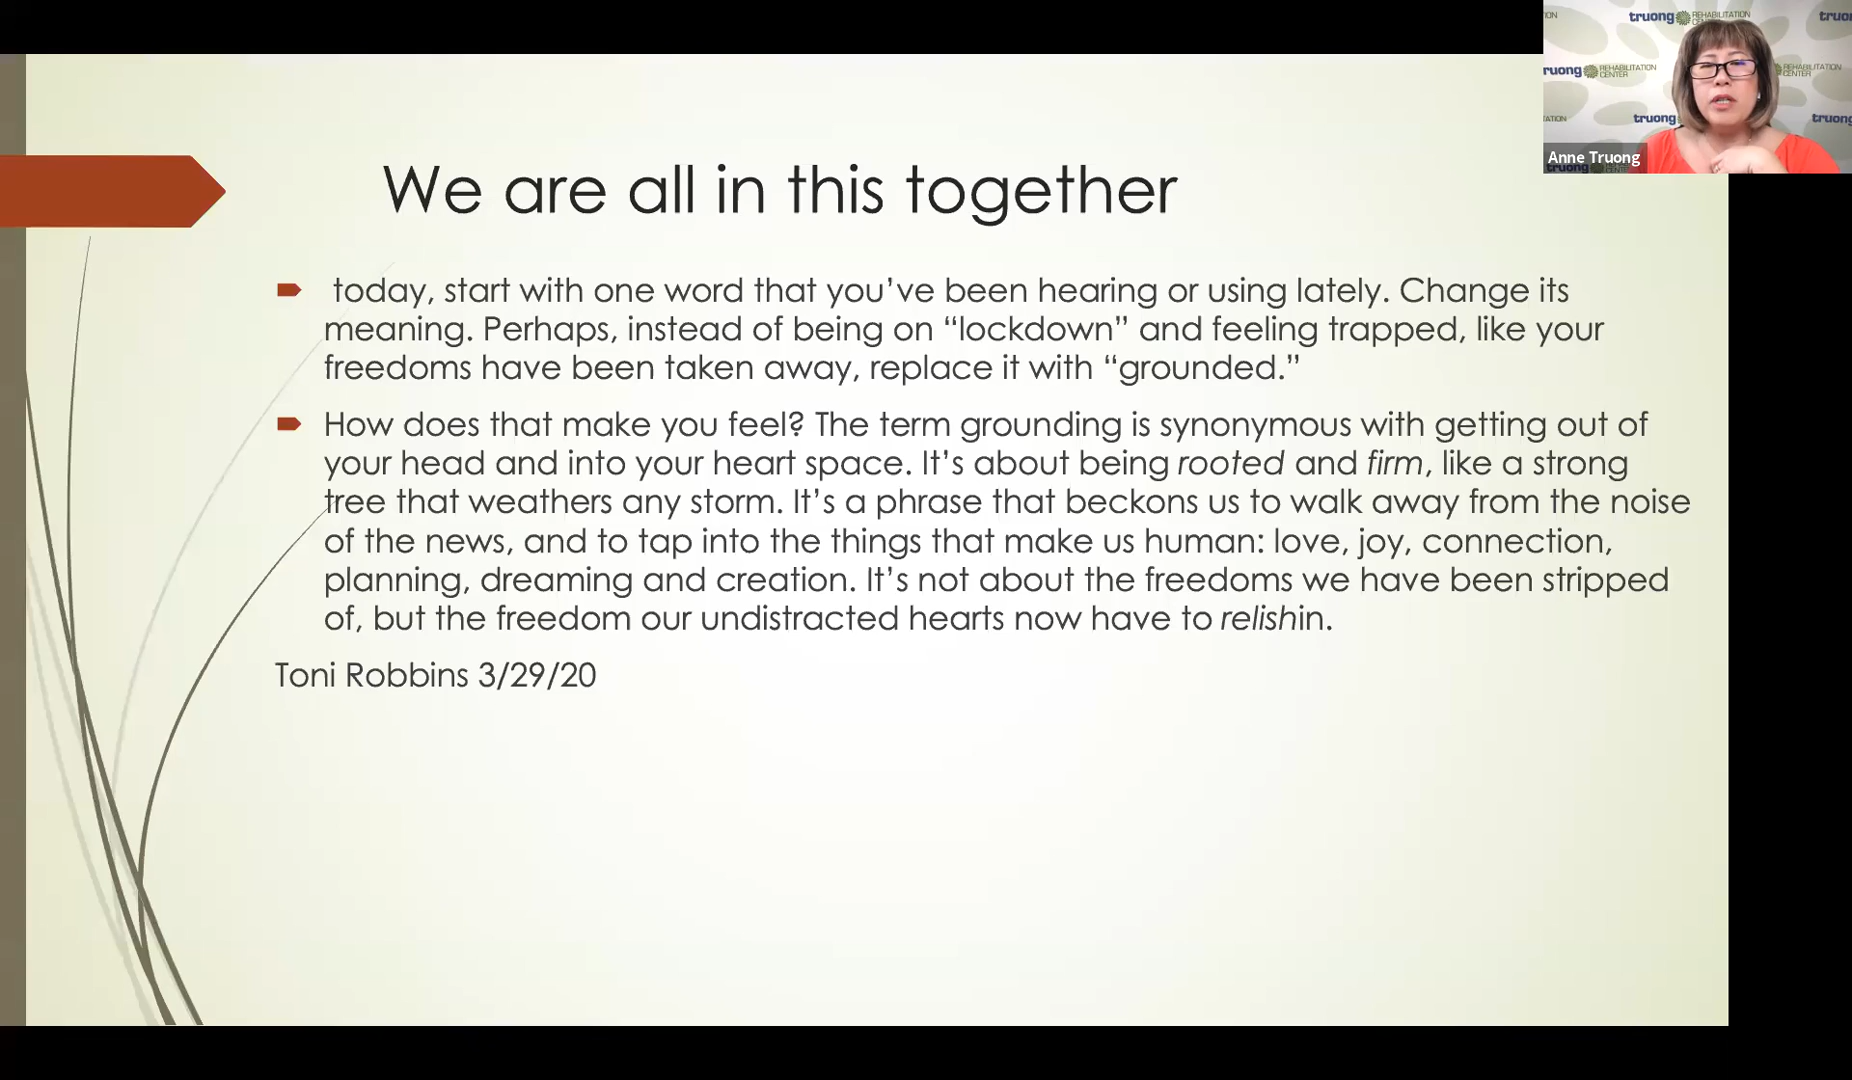 We are all in this together
today, start with one word that you’ve been hearing or using lately. Change its
meaning. Perhaps, instead of being on “lockdown” and feeling trapped, like your
freedoms have been taken away, replace it with “grounded.”
How does that make you feel? The term grounding is synonymous with getting out of
your head and into your heart space. It’s about being rooted and firm, like a strong
tree that weathers any storm. It’s a phrase that beckons us to walk away from the noise
of the news, and to tap into the things that make us human: love, joy, connection,
planning, dreaming and creation. It’s not about the freedoms we have been stripped
of, but the freedom our undistracted hearts now have to relishin.
Toni Robbins 3/29/20
truong REHABILITATION
REHABILITATION
CENTER
REHABILITATION
CENTER
truong
truong
Anne Truong